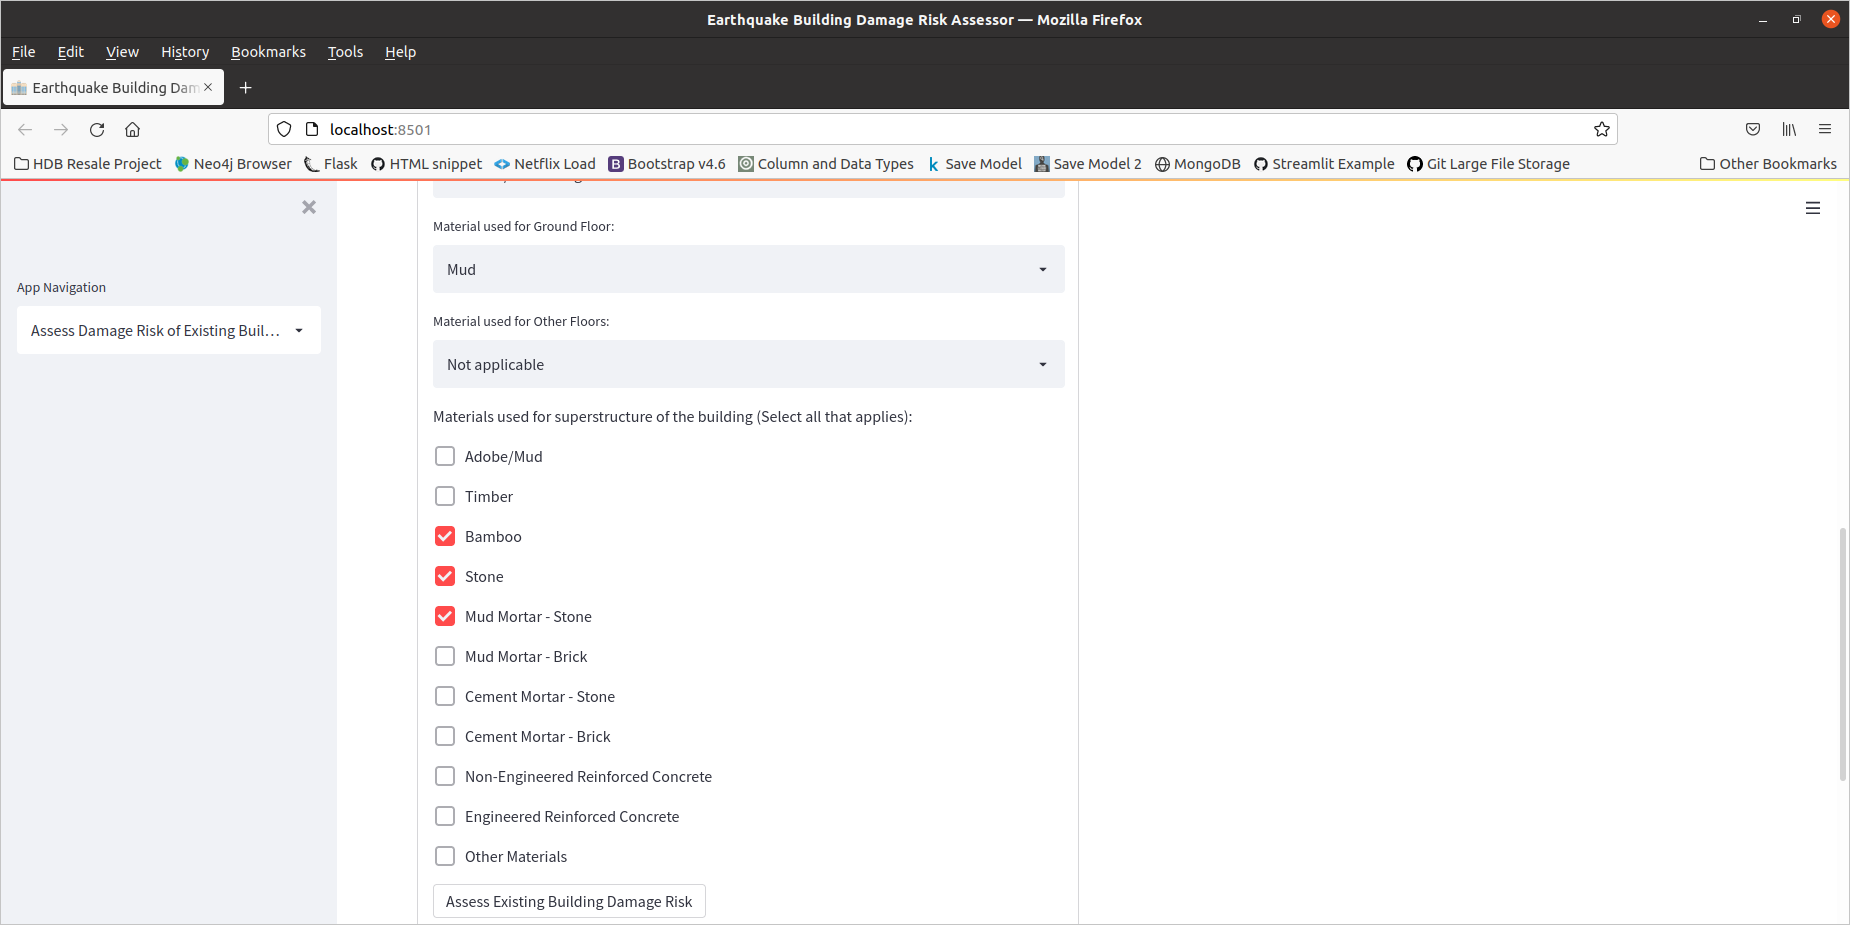 Earthquake Building Damage Risk Assessor — Mozilla Firefox
File Edit View History Bookmarks Tools Help
Earthquake Building Dam
localhost:8501
HDB Resale Project Neo4j Browser Flask HTML snippet Netflix Load Bootstrap v4.6 Column and Data Types Save Model Save Model 2 MongoDB Streamlit Example Git Large File Storage Other Bookmarks
App Navigation
Assess Damage Risk of Existing Buil...
Material used for Ground Floor:
Mud
Material used for Other Floors:
Not applicable
Materials used for superstructure of the building (Select all that applies):
Adobe/Mud
Timber
Bamboo
Stone
Mud Mortar - Stone
Mud Mortar - Brick
Cement Mortar - Stone
Cement Mortar - Brick
Non-Engineered Reinforced Concrete
Engineered Reinforced Concrete
Other Materials
Assess Existing Building Damage Risk